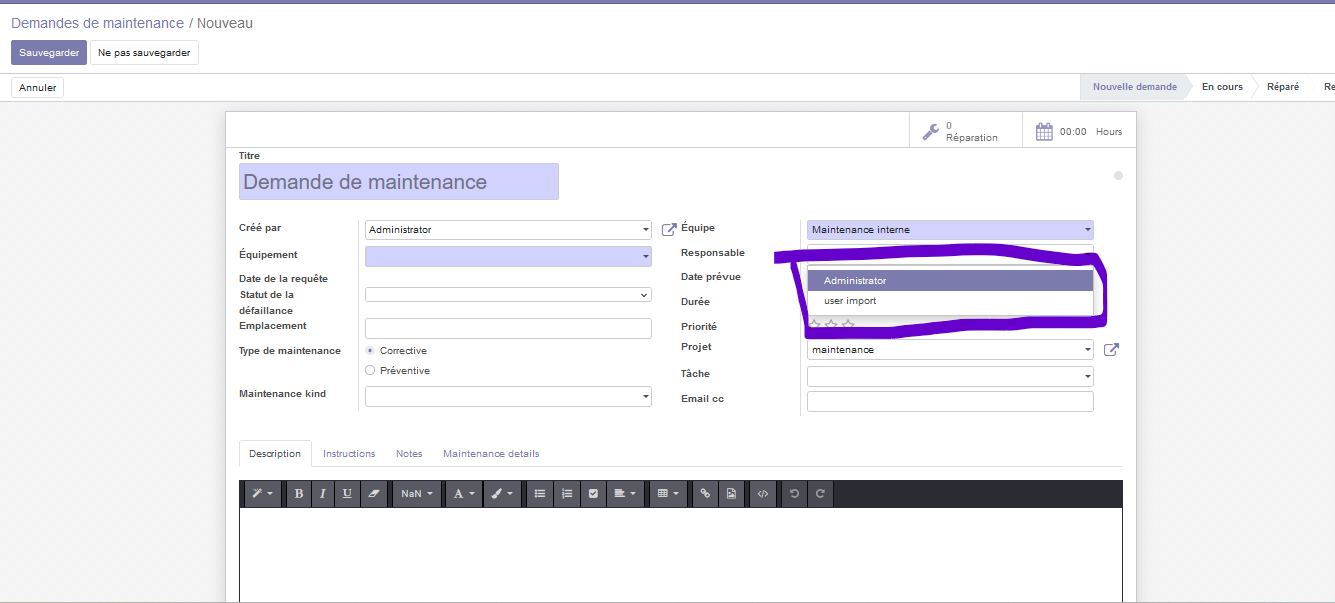 Demandes de maintenance / Nouveau
Sauvegarder Ne pas sauvegarder
Annuler
Nouvelle demande En cours Réparé Re
0
Réparation
00:00 Hours
Titre
Demande de maintenance
Créé par Administrator
Équipement
Date de la requête
Statut de la
défaillance
Emplacement
Type de maintenance Corrective
Préventive
Maintenance kind
Équipe Maintenance interne
Responsable
Administrator
user import
Date prévue
Durée
Priorité
Projet maintenance
Tâche
Email cc
Description Instructions Notes Maintenance details
B I U NaN A